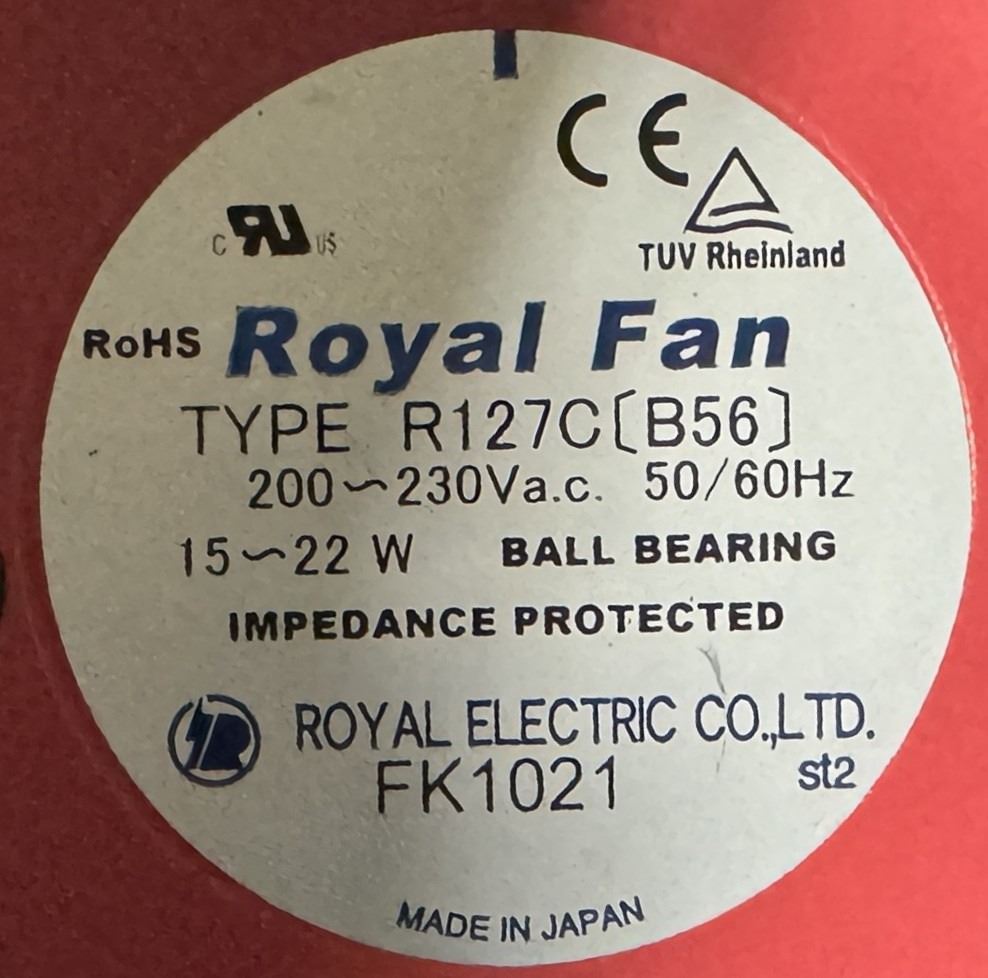 CE
TUV Rheinland
C RU US
RoHS Royal Fan
TYPE R127C[B56]
200~230Va.c. 50/60Hz
15~22 W BALL BEARING
IMPEDANCE PROTECTED
ROYAL ELECTRIC CO.,LTD.
FK1021 st2
MADE IN JAPAN